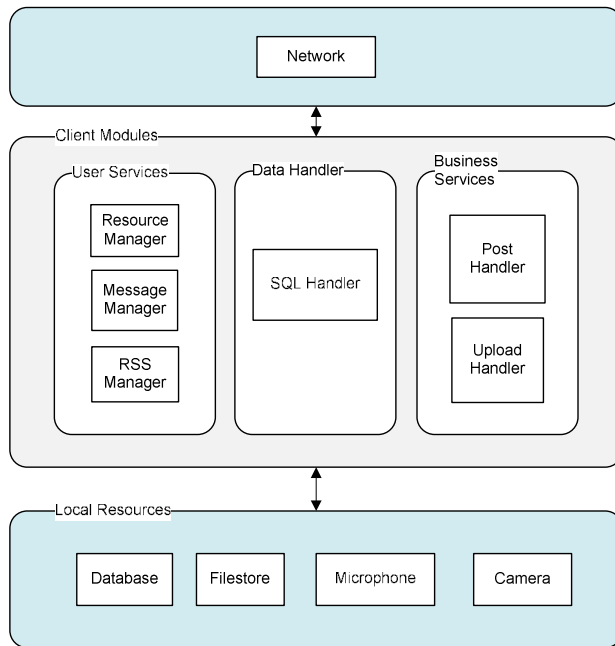 Network
Client Modules
User Services
Resource
Manager
Message
Manager
RSS
Manager
Data Handler
SQL Handler
Business
Services
Post
Handler
Upload
Handler
Local Resources
Database
Filestore
Microphone
Camera